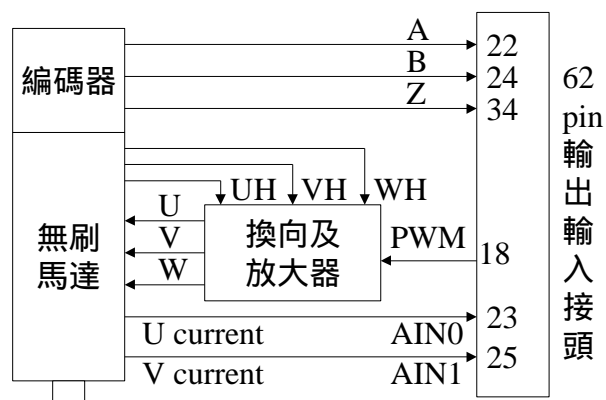 編碼器
A
22
B
24
Z
34
62
pin
輸
出
輸
入
接
頭
UH VH WH
無刷
馬達
U
V
W
換向及
放大器
PWM
18
U current
AIN0
23
V current
AIN1
25